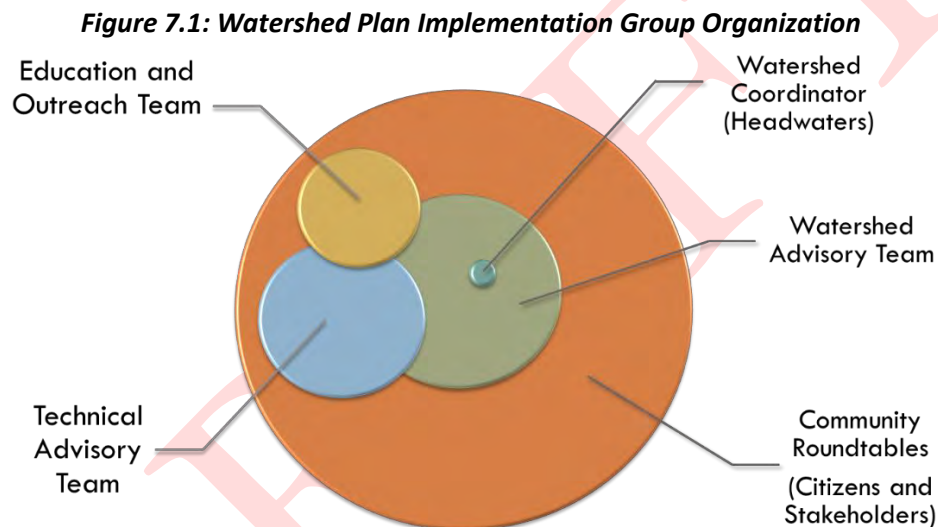 Figure 7.1: Watershed Plan Implementation Group Organization
Education and
Outreach Team
Watershed
Coordinator
(Headwaters)
Watershed
Advisory Team
Technical
Advisory
Team
Community
Roundtables
(Citizens and
Stakeholders)